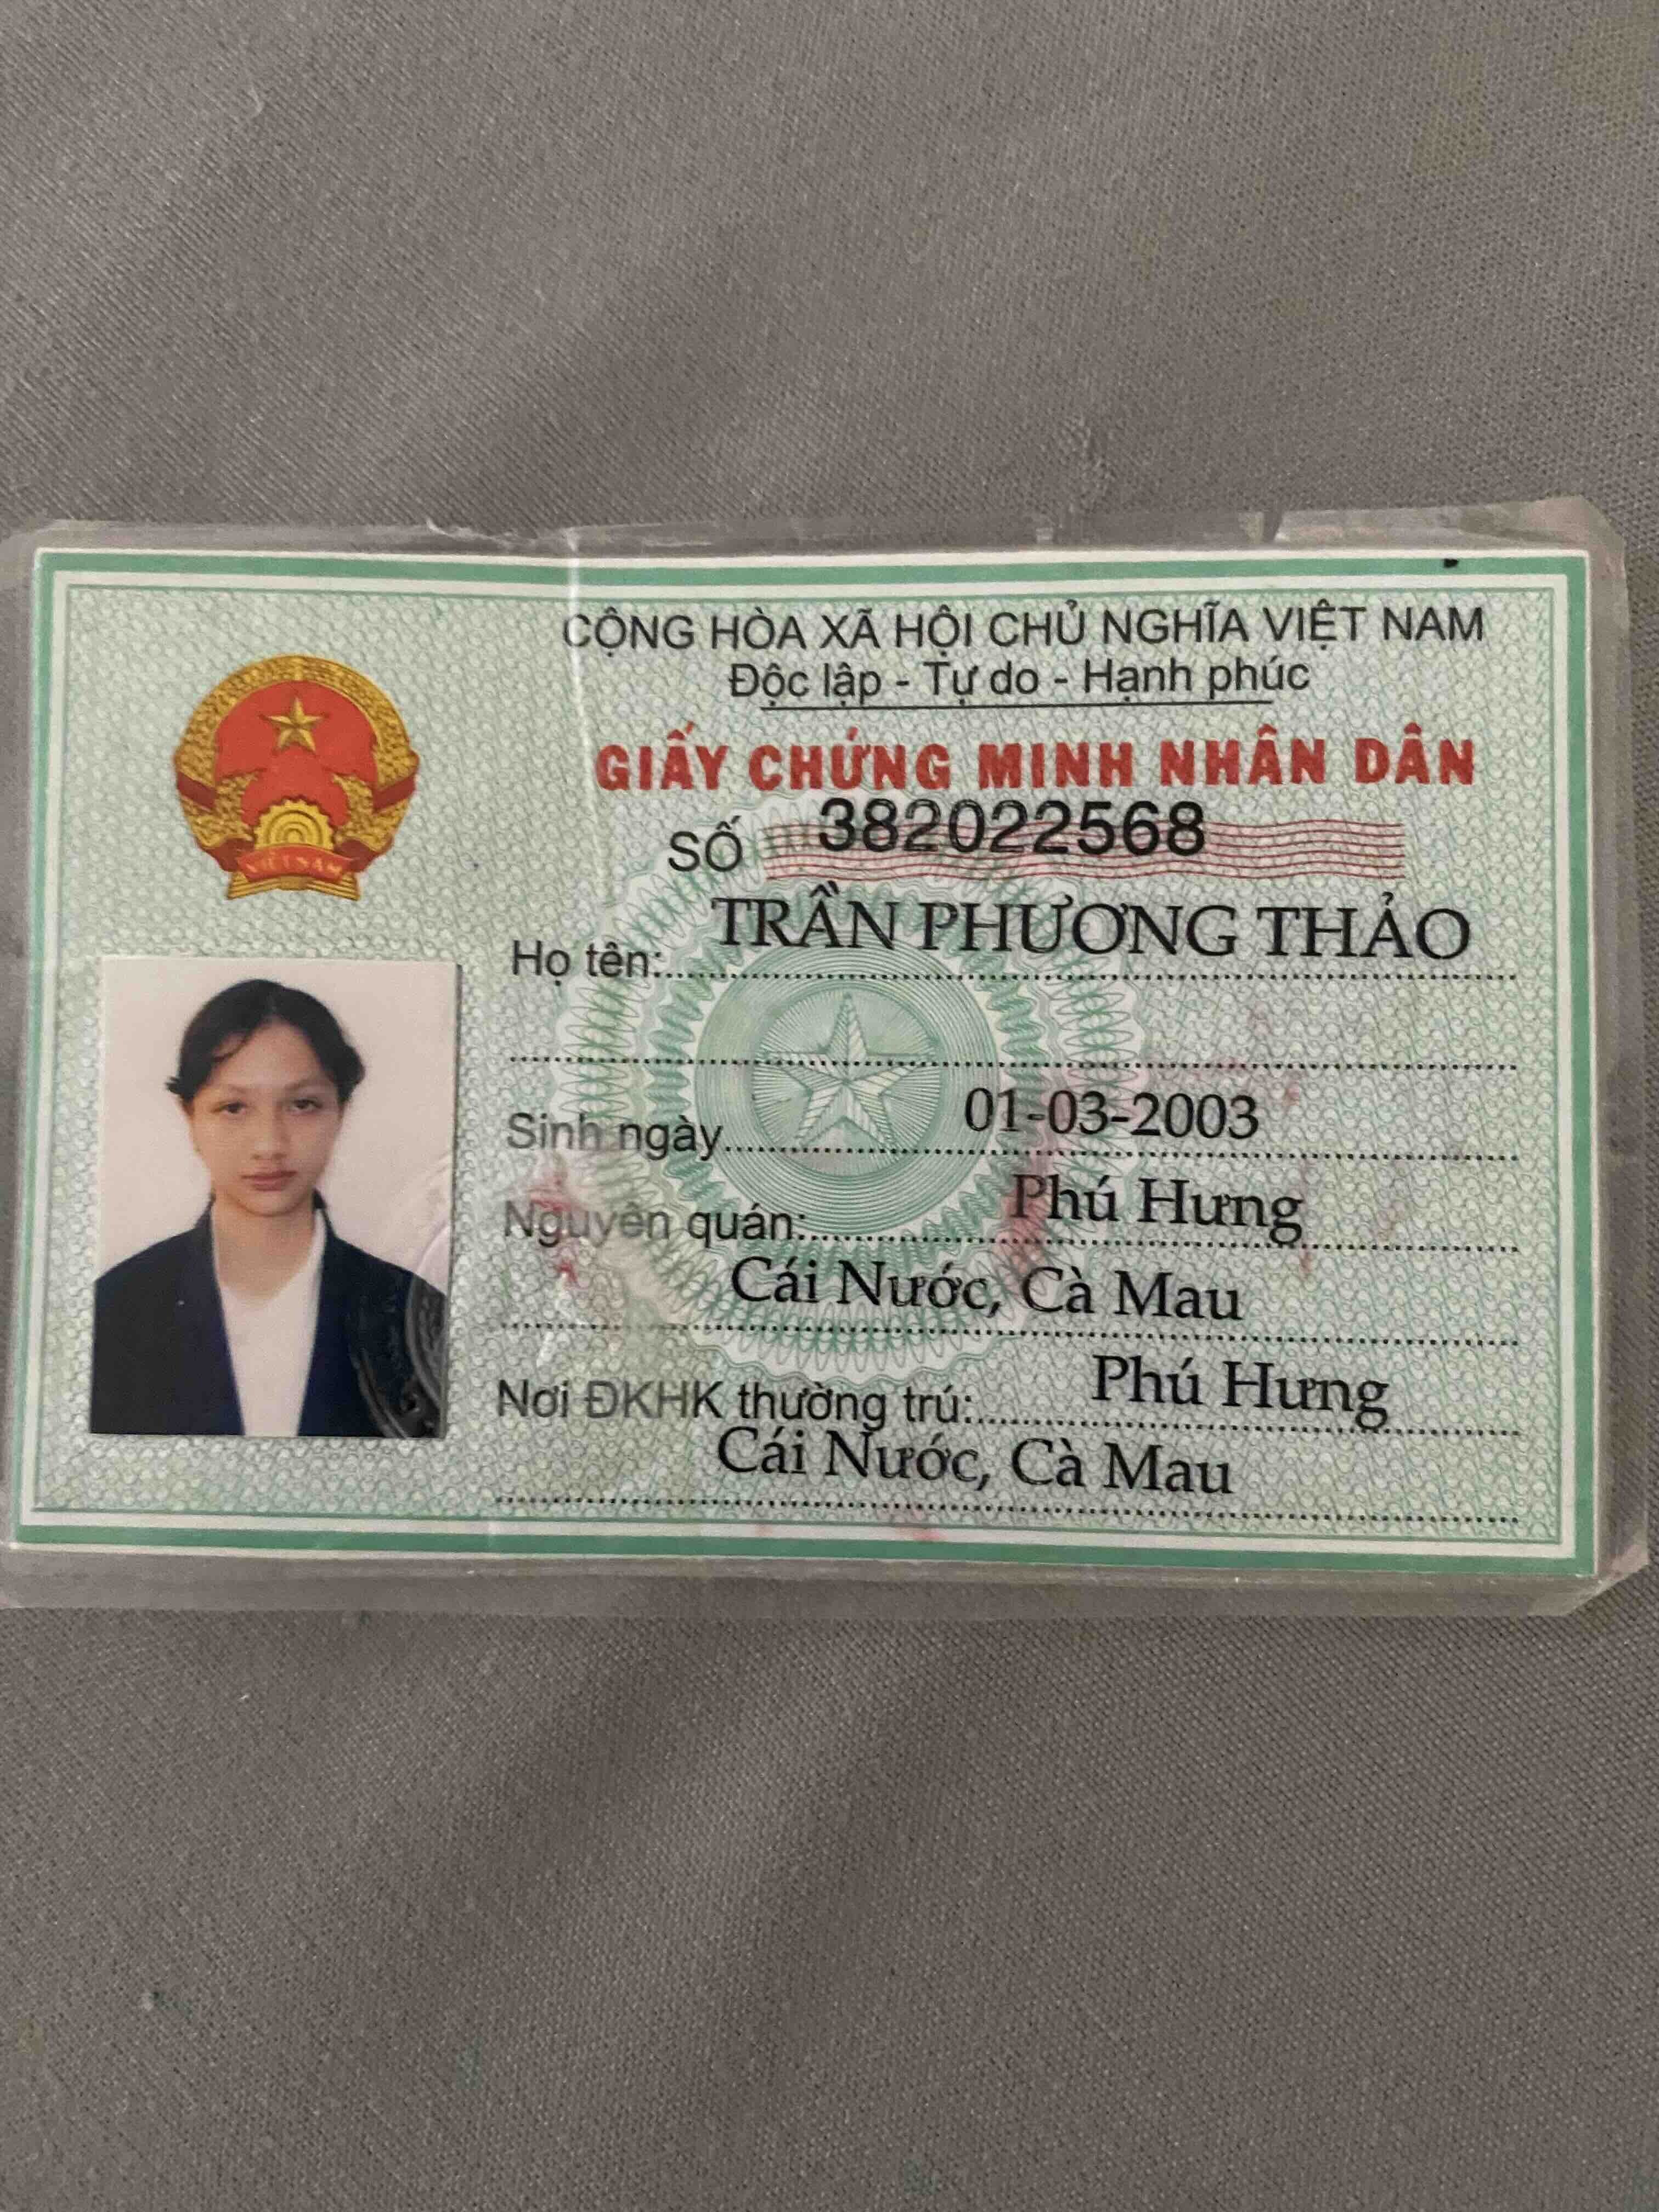 CỘNG HÒA XÃ HỘI CHỦ NGHĨA VIỆT NAM
Độc lập - Tự do - Hạnh phúc
GIẤY CHỨNG MINH NHÂN DÂN
SỐ 382022568
Họ tên: TRẦN PHƯƠNG THẢO
Sinh ngày 01-03-2003
Nguyên quán: Phú Hưng
Cái Nước, Cà Mau
Nơi ĐKHK thường trú: Phú Hưng
Cái Nước, Cà Mau
VIỆT NAM